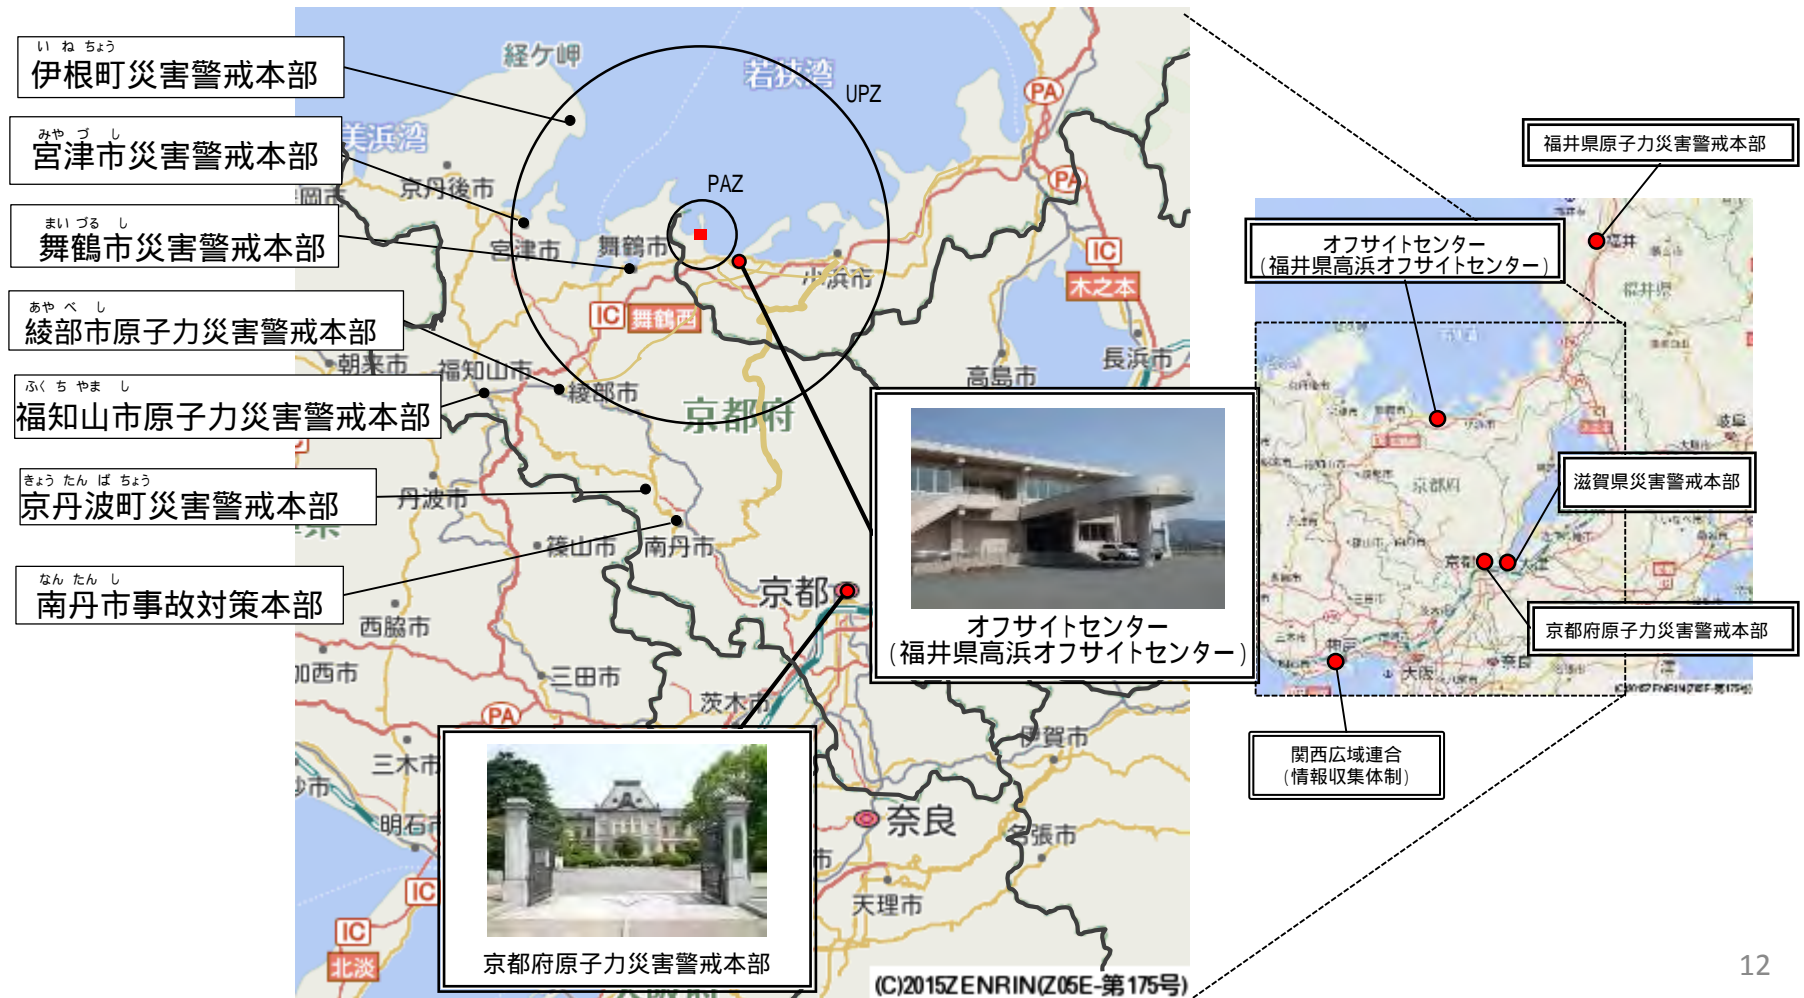 いねちょう
伊根町災害警戒本部
みやづし
宮津市災害警戒本部
まいづるし
舞鶴市災害警戒本部
あやべし
綾部市原子力災害警戒本部
ふくちやまし
福知山市原子力災害警戒本部
きょうたんばちょう
京丹波町災害警戒本部
なんたんし
南丹市事故対策本部
経ケ岬
若狭湾
UPZ
PA
美浜湾
PAZ
PA
京丹後市
岡市
宮津市
舞鶴市
小浜市
IC
木之本
IC
舞鶴西
朝来市
福知山市
綾部市
高島市
長浜市
京都府
丹波市
篠山市
南丹市
京都
西脇市
加西市
三田市
茨木市
PA
三木市
伊賀市
明石市
奈良
名張市
IC
天理市
IC
北淡
オフサイトセンター
(福井県高浜オフサイトセンター)
京都府原子力災害警戒本部
(C)2015ZENRIN(Z05E-第175号)
福井県原子力災害警戒本部
オフサイトセンター
(福井県高浜オフサイトセンター)
福井
福井県
岐阜
滋賀県災害警戒本部
京都府
京都
大津
京都府原子力災害警戒本部
神戸
大阪
奈良
関西広域連合
(情報収集体制)
12